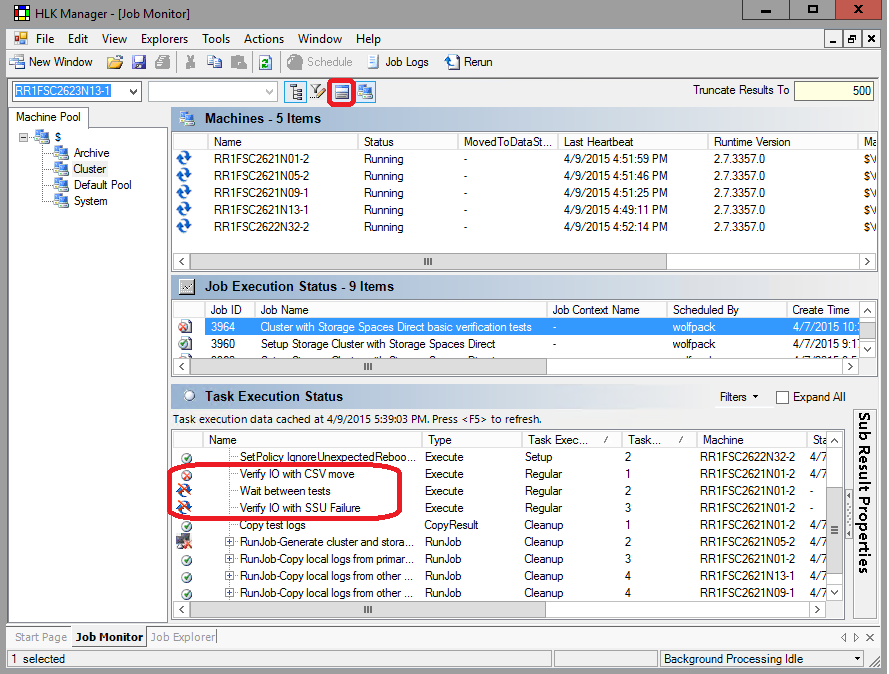 HLK Manager - [Job Monitor]
File Edit View Explorers Tools Actions Window Help
New Window Schedule Job Logs Rerun
RR1FSC2623N13-1 Truncate Results To 500
Machine Pool
$
Archive
Cluster
Default Pool
System
Machines - 5 Items
Name Status MovedToDataSt... Last Heartbeat Runtime Version Ma
RR1FSC2621N01-2 Running - 4/9/2015 4:51:59 PM 2.7.3357.0 $\
RR1FSC2621N05-2 Running - 4/9/2015 4:51:46 PM 2.7.3357.0 $\
RR1FSC2621N09-1 Running - 4/9/2015 4:51:25 PM 2.7.3357.0 $\
RR1FSC2621N13-1 Running - 4/9/2015 4:49:11 PM 2.7.3357.0 $\
RR1FSC2622N32-2 Running - 4/9/2015 4:52:14 PM 2.7.3357.0 $\
Job Execution Status - 9 Items
Job ID Job Name Job Context Name Scheduled By Create Time
3964 Cluster with Storage Spaces Direct basic verification tests - wolfpack 4/7/2015 10:
3960 Setup Storage Cluster with Storage Spaces Direct - wolfpack 4/7/2015 9:1
Task Execution Status Filters Expand All
Task execution data cached at 4/9/2015 5:39:03 PM. Press <F5> to refresh.
Name Type Task Exec... / Task... / Machine Sta
SetPolicy IgnoreUnexpectedReboo... Execute Setup 2 RR1FSC2622N32-2 4/7
Verify IO with CSV move Execute Regular 1 RR1FSC2621N01-2 4/7
Wait between tests Execute Regular 2 RR1FSC2621N01-2 -
Verify IO with SSU Failure Execute Regular 3 RR1FSC2621N01-2 -
Copy test logs CopyResult Cleanup 1 RR1FSC2621N01-2 4/7
RunJob-Generate cluster and stora... RunJob Cleanup 2 RR1FSC2621N05-2 4/7
RunJob-Copy local logs from primar... RunJob Cleanup 3 RR1FSC2621N01-2 4/7
RunJob-Copy local logs from other ... RunJob Cleanup 4 RR1FSC2621N13-1 4/7
RunJob-Copy local logs from other ... RunJob Cleanup 4 RR1FSC2621N09-1 4/7
Sub Result Properties
Start Page Job Monitor Job Explorer
1 selected Background Processing Idle